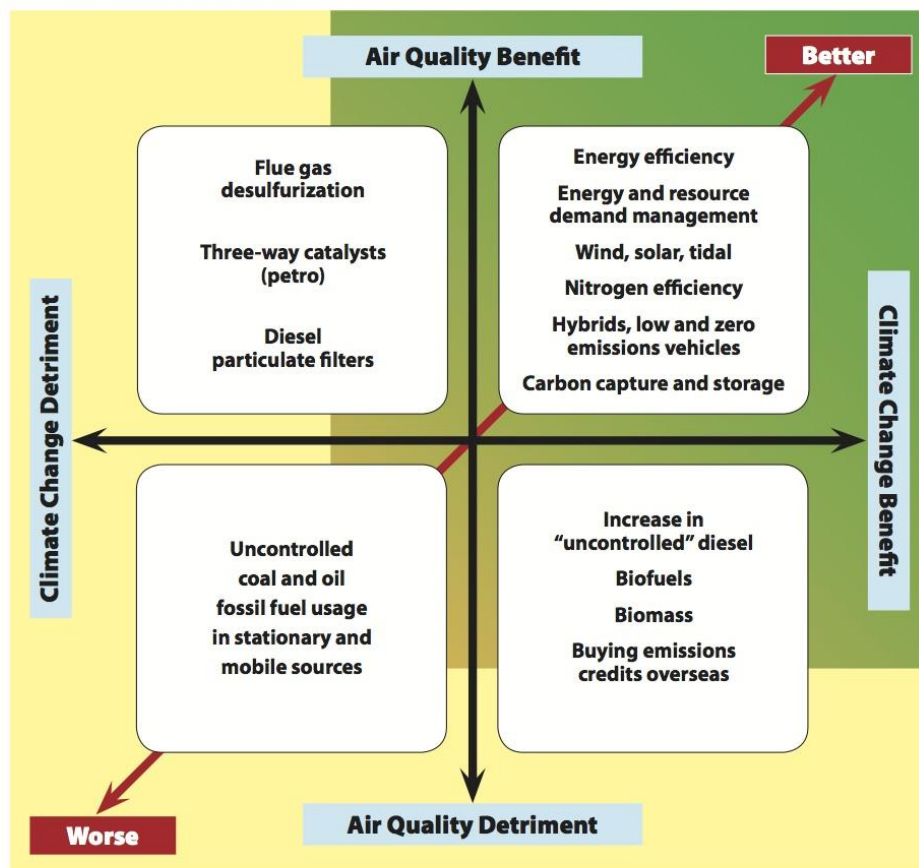 Air Quality Benefit
Better
Flue gas
desulfurization
Three-way catalysts
(petro)
Diesel
particulate filters
Energy efficiency
Energy and resource
demand management
Wind, solar, tidal
Nitrogen efficiency
Hybrids, low and zero
emissions vehicles
Carbon capture and storage
Climate Change Detriment
Climate Change Benefit
Uncontrolled
coal and oil
fossil fuel usage
in stationary and
mobile sources
Increase in
“uncontrolled” diesel
Biofuels
Biomass
Buying emissions
credits overseas
Worse
Air Quality Detriment